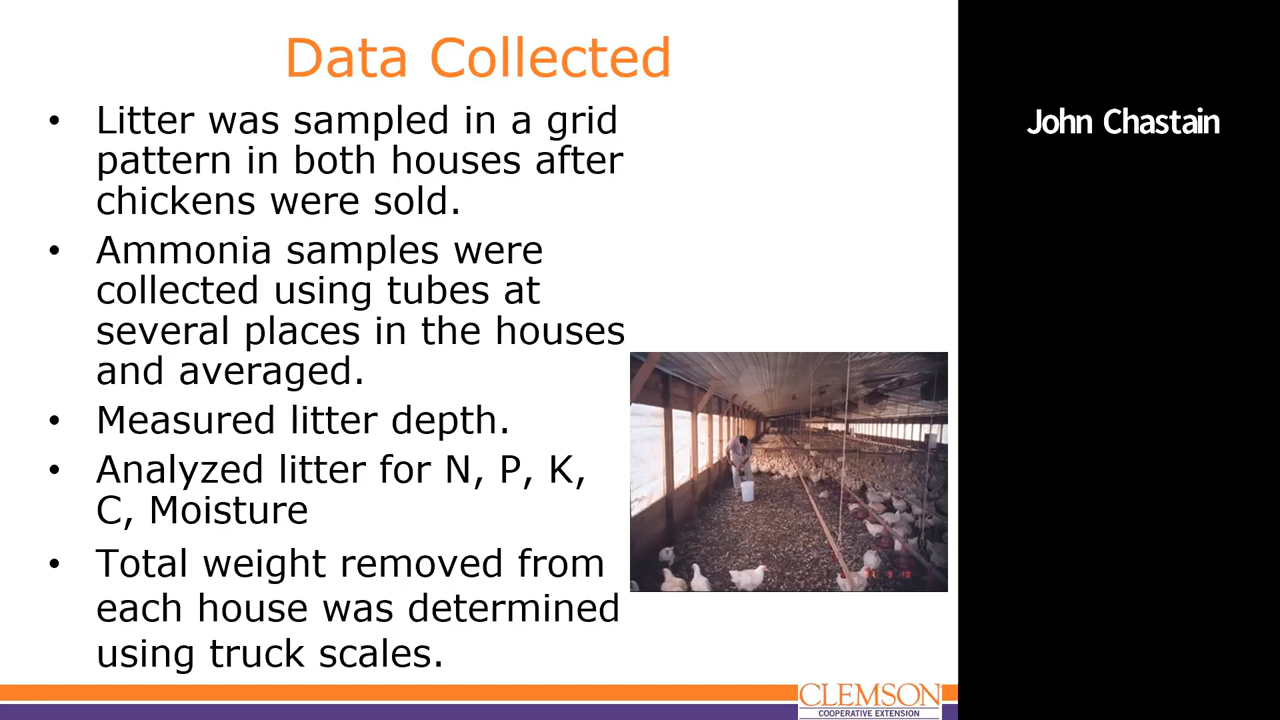 Data Collected
• Litter was sampled in a grid
pattern in both houses after
chickens were sold.
• Ammonia samples were
collected using tubes at
several places in the houses
and averaged.
• Measured litter depth.
• Analyzed litter for N, P, K,
C, Moisture
• Total weight removed from
each house was determined
using truck scales.
CLEMSON
COOPERATIVE EXTENSION
John Chastain